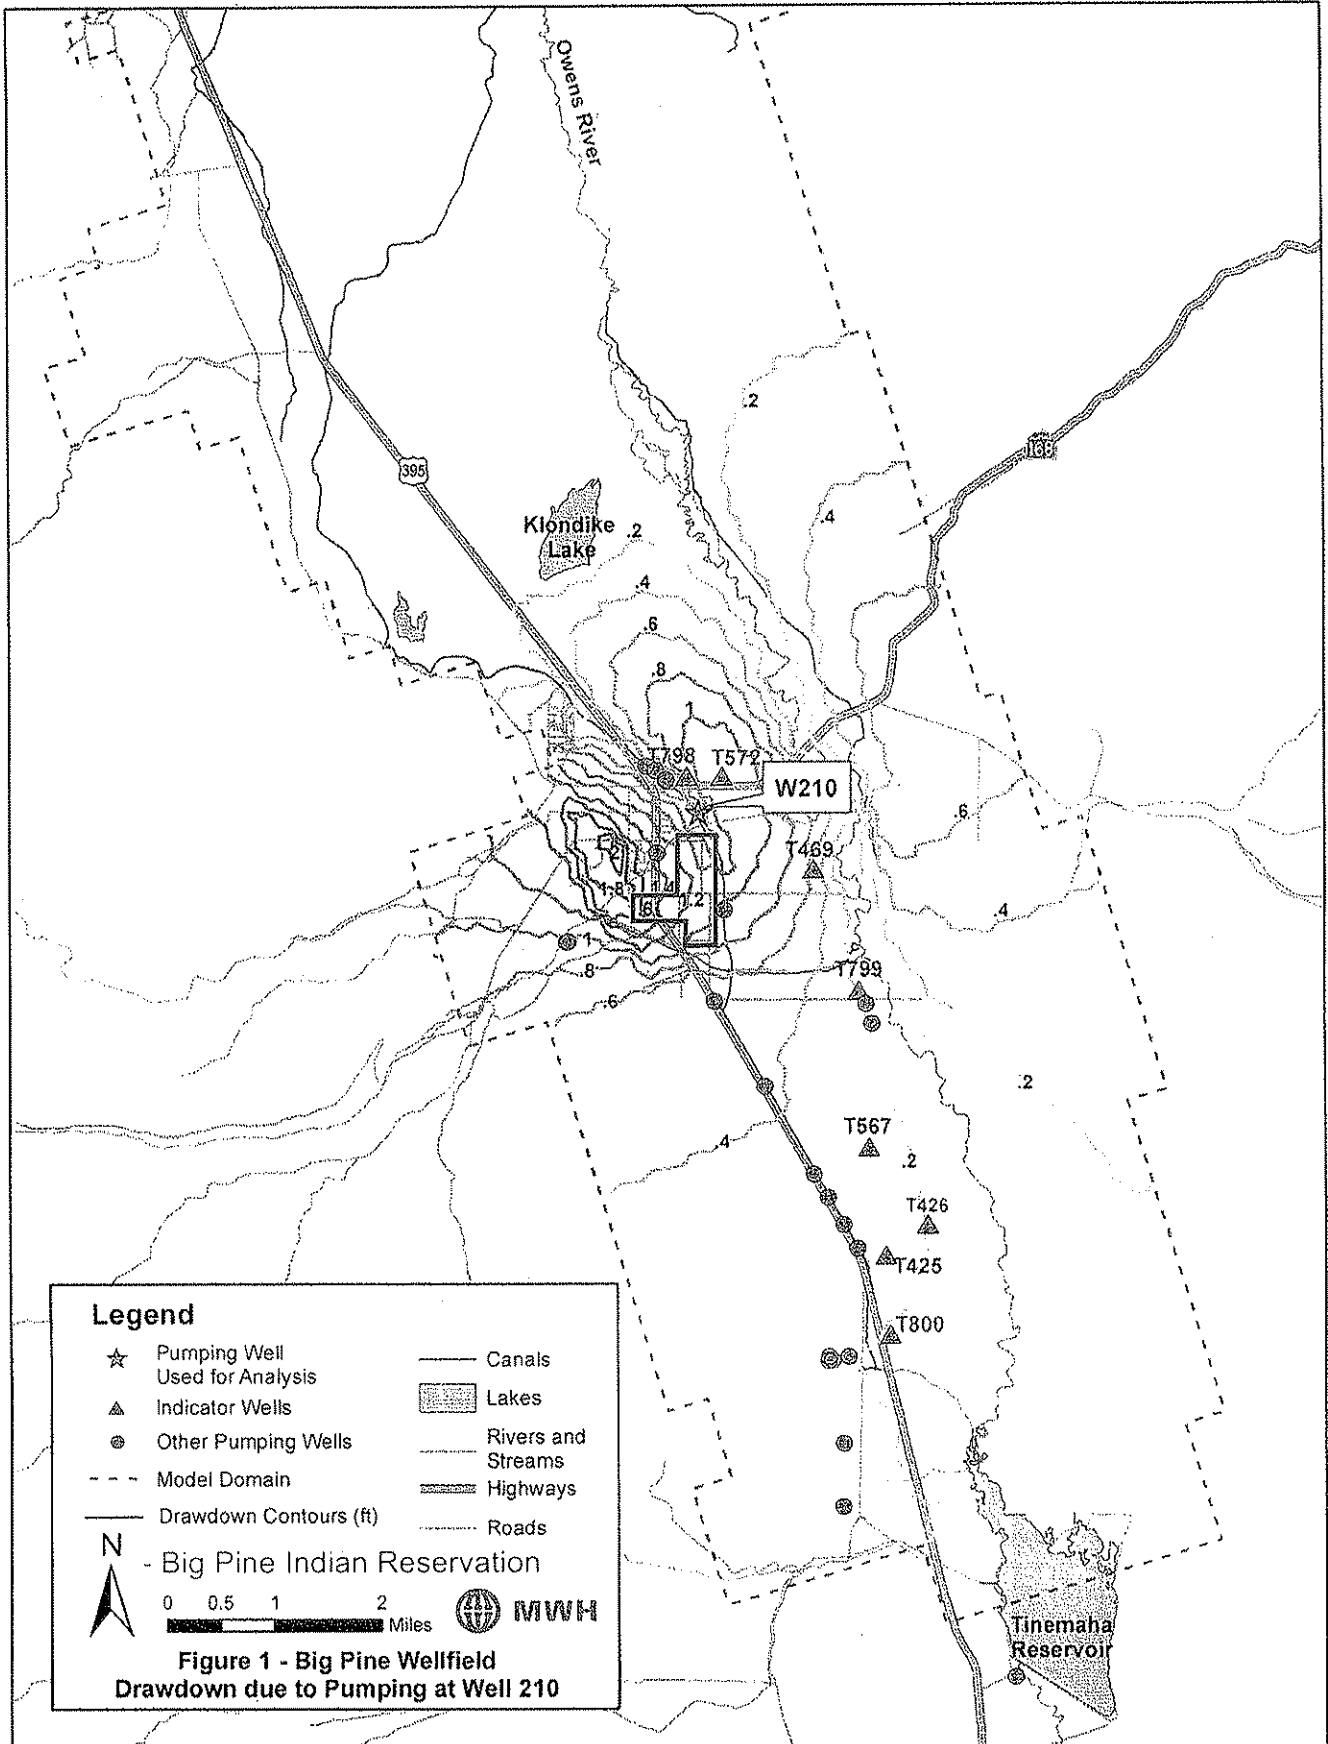 Owens River
.2
168
395
.4
Klondike
Lake
.2
.4
.6
.8
1
T798
T572
W210
.6
2
T469
1.8
1.4
1.2
.6
.4
1
.8
T799
.6
.2
T567
.4
.2
T426
T425
T800
Legend
Pumping Well
Used for Analysis
Indicator Wells
Other Pumping Wells
Model Domain
Drawdown Contours (ft)
Canals
Lakes
Rivers and
Streams
Highways
Roads
N
- Big Pine Indian Reservation
0 0.5 1 2
Miles
MWH
Figure 1 - Big Pine Wellfield
Drawdown due to Pumping at Well 210
Tinemaha
Reservoir